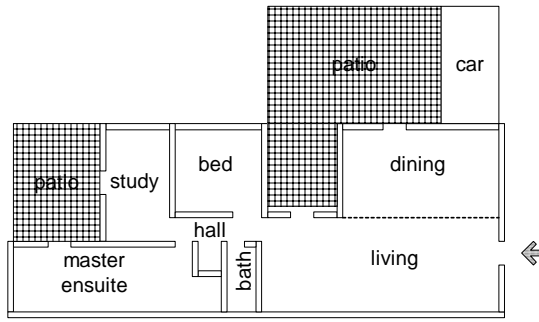 patio
car
patio
study
bed
dining
hall
master
ensuite
bath
living